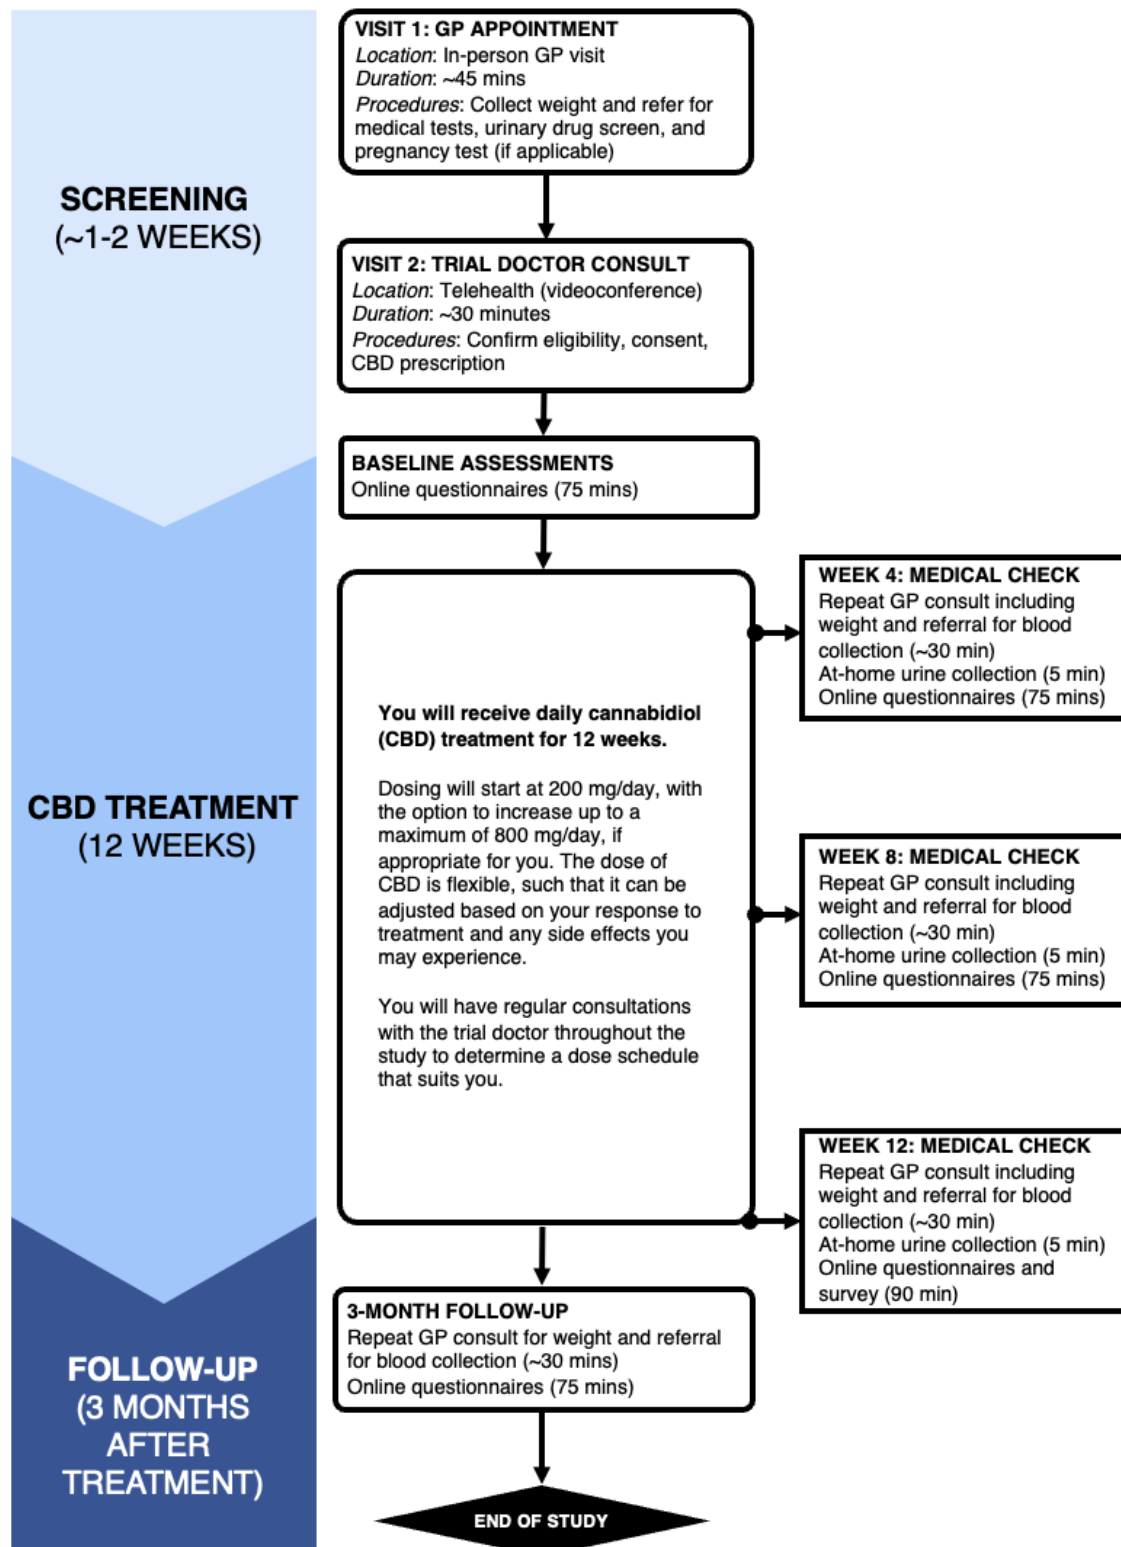 SCREENING
(~1-2 WEEKS)
VISIT 1: GP APPOINTMENT
Location: In-person GP visit
Duration: ~45 mins
Procedures: Collect weight and refer for
medical tests, urinary drug screen, and
pregnancy test (if applicable)
VISIT 2: TRIAL DOCTOR CONSULT
Location: Telehealth (videoconference)
Duration: ~30 minutes
Procedures: Confirm eligibility, consent,
CBD prescription
BASELINE ASSESSMENTS
Online questionnaires (75 mins)
CBD TREATMENT
(12 WEEKS)
You will receive daily cannabidiol
(CBD) treatment for 12 weeks.
Dosing will start at 200 mg/day, with
the option to increase up to a
maximum of 800 mg/day, if
appropriate for you. The dose of
CBD is flexible, such that it can be
adjusted based on your response to
treatment and any side effects you
may experience.
You will have regular consultations
with the trial doctor throughout the
study to determine a dose schedule
that suits you.
WEEK 4: MEDICAL CHECK
Repeat GP consult including
weight and referral for blood
collection (~30 min)
At-home urine collection (5 min)
Online questionnaires (75 mins)
WEEK 8: MEDICAL CHECK
Repeat GP consult including
weight and referral for blood
collection (~30 min)
At-home urine collection (5 min)
Online questionnaires (75 mins)
WEEK 12: MEDICAL CHECK
Repeat GP consult including
weight and referral for blood
collection (~30 min)
At-home urine collection (5 min)
Online questionnaires and
survey (90 min)
FOLLOW-UP
(3 MONTHS
AFTER
TREATMENT)
3-MONTH FOLLOW-UP
Repeat GP consult for weight and referral
for blood collection (~30 mins)
Online questionnaires (75 mins)
END OF STUDY